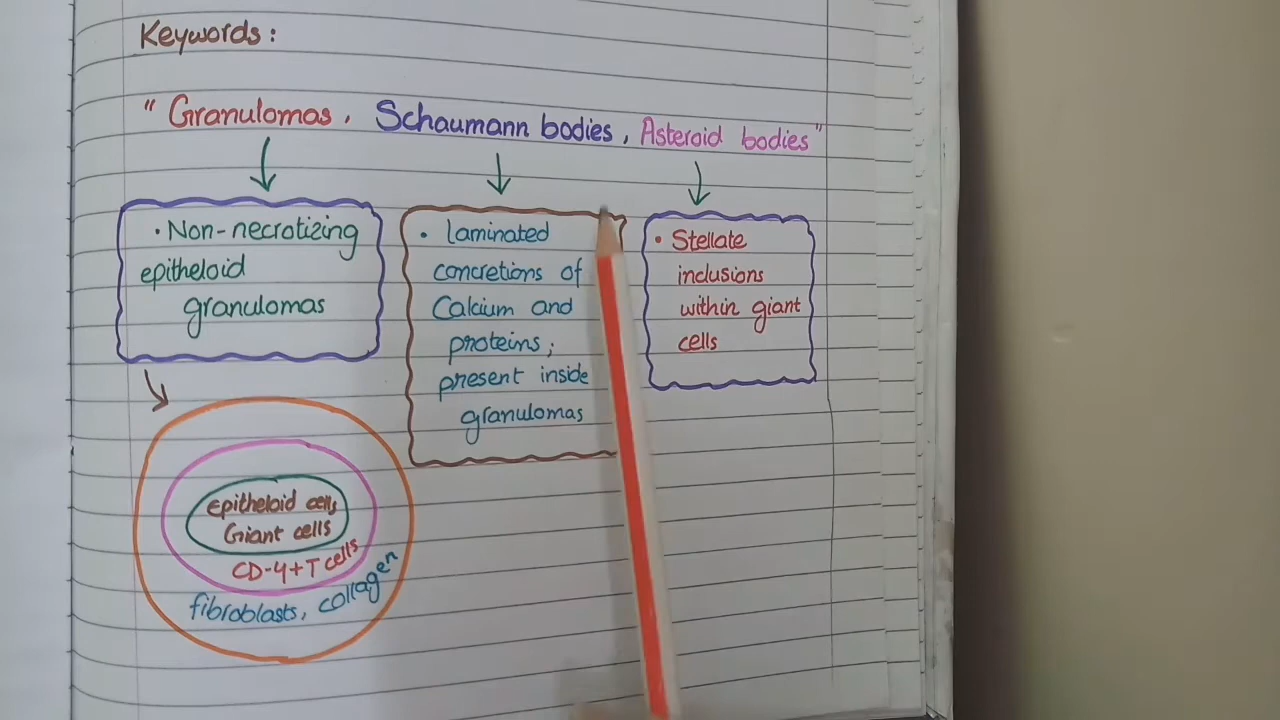 Keywords:
" Granulomas, Schaumann bodies, Asteroid bodies"
• Non-necrotizing
epitheloid
granulomas
• laminated
concretions of
Calcium and
proteins;
present inside
granulomas
• Stellate
inclusions
within giant
cells
Epitheloid cells
Giant cells
CD-4+T cells
fibroblasts, collagen